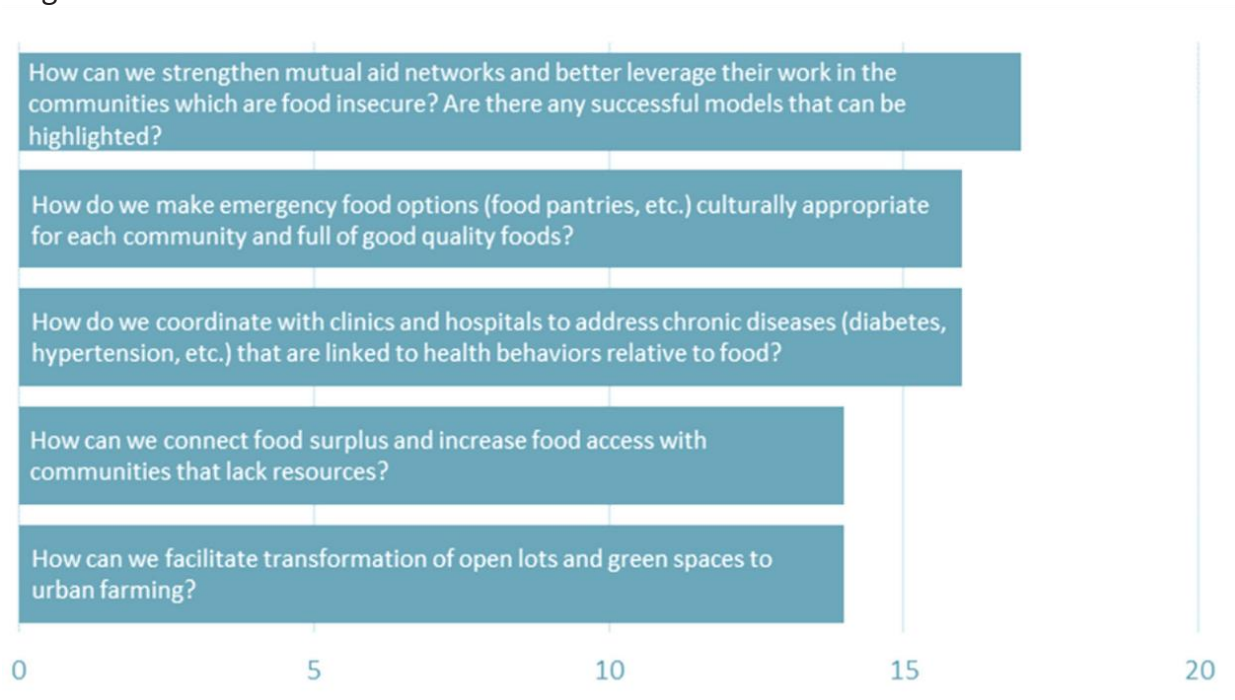 How can we strengthen mutual aid networks and better leverage their work in the
communities which are food insecure? Are there any successful models that can be
highlighted?
How do we make emergency food options (food pantries, etc.) culturally appropriate
for each community and full of good quality foods?
How do we coordinate with clinics and hospitals to address chronic diseases (diabetes,
hypertension, etc.) that are linked to health behaviors relative to food?
How can we connect food surplus and increase food access with
communities that lack resources?
How can we facilitate transformation of open lots and green spaces to
urban farming?
0 5 10 15 20